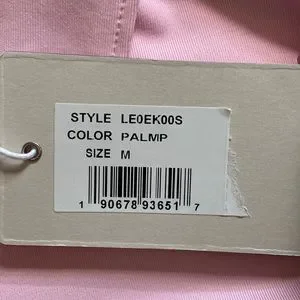 STYLE LE0EK00S
COLOR PALMP
SIZE M
1 90678 93651 7